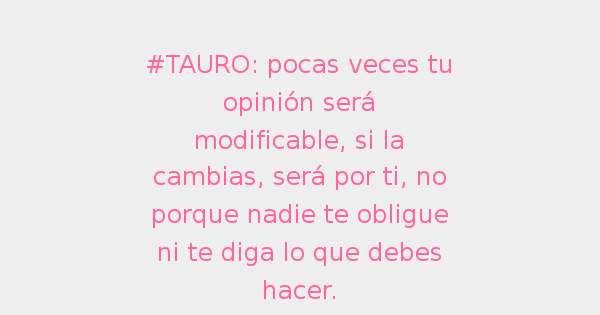 #TAURO: pocas veces tu
opinión será
modificable, si la
cambias, será por ti, no
porque nadie te obligue
ni te diga lo que debes
hacer.